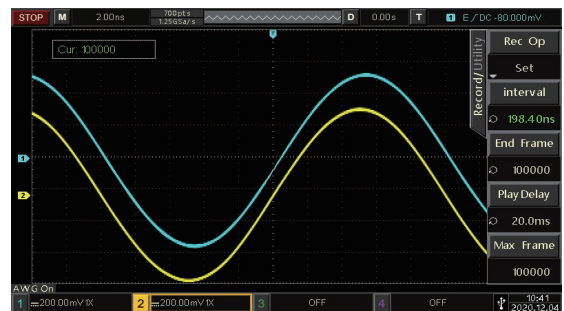 STOP M 2.00ns 700pts 1.25GSa/s D 0.00s T 1 E/DC -80.000mV
Cur: 100000
Record/Utility
Rec Op
Set
interval
198.40ns
End Frame
100000
Play Delay
20.0ms
Max Frame
100000
T
1
2
AWG On
1 200.00mV 1X 2 200.00mV 1X 3 OFF 4 OFF
10:41
2020.12.04